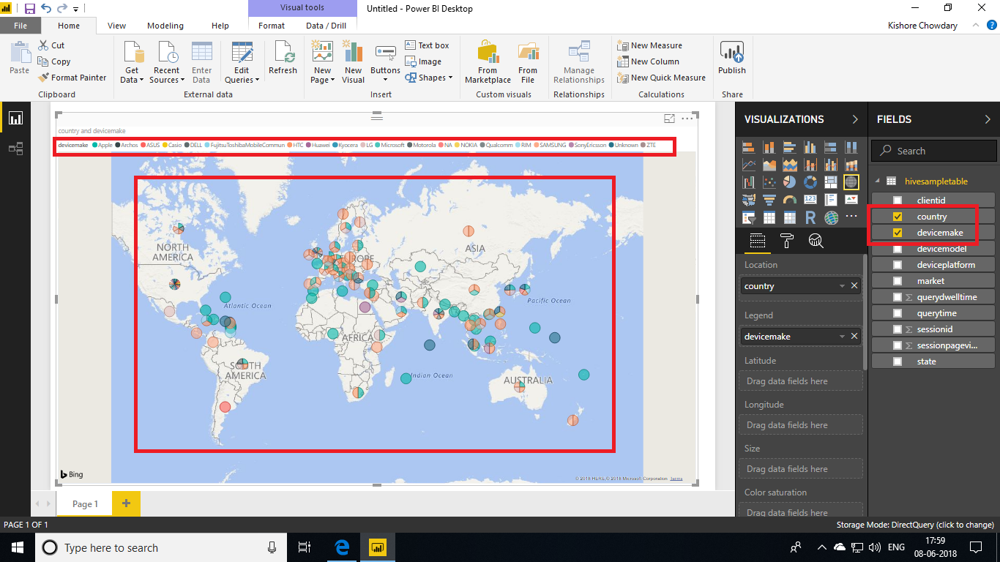 Visual tools
Untitled - Power BI Desktop
File Home View Modeling Help Format Data / Drill
Kishore Chowdary
Paste
Cut
Copy
Format Painter
Clipboard
Get Data
Recent Sources
Enter Data
Edit Queries
Refresh
External data
New Page
New Visual
Buttons
Text box
Image
Shapes
Insert
From Marketplace
From File
Custom visuals
Manage Relationships
Relationships
New Measure
New Column
New Quick Measure
Calculations
Publish
Share
country and devicemake
devicemake Apple Archos ASUS Casio DELL FujitsuToshibaMobileCommun HTC Huawei Kyocera LG Microsoft Motorola NA NOKIA Qualcomm RIM SAMSUNG SonyEricsson Unknown ZTE
NORTH AMERICA
ASIA
Atlantic Ocean
Pacific Ocean
AFRICA
SOUTH AMERICA
Indian Ocean
AUSTRALIA
Bing
© 2018 HERE © 2018 Microsoft Corporation Terms
VISUALIZATIONS
123
R
Location
country
Legend
devicemake
Latitude
Drag data fields here
Longitude
Drag data fields here
Size
Drag data fields here
Color saturation
Drag data fields here
FIELDS
Search
hivesampletable
clientid
country
devicemake
devicemodel
deviceplatform
market
Σ querydwelltime
querytime
Σ sessionid
Σ sessionpagevi...
state
Page 1
PAGE 1 OF 1
Storage Mode: DirectQuery (click to change)
Type here to search
ENG
17:59
08-06-2018